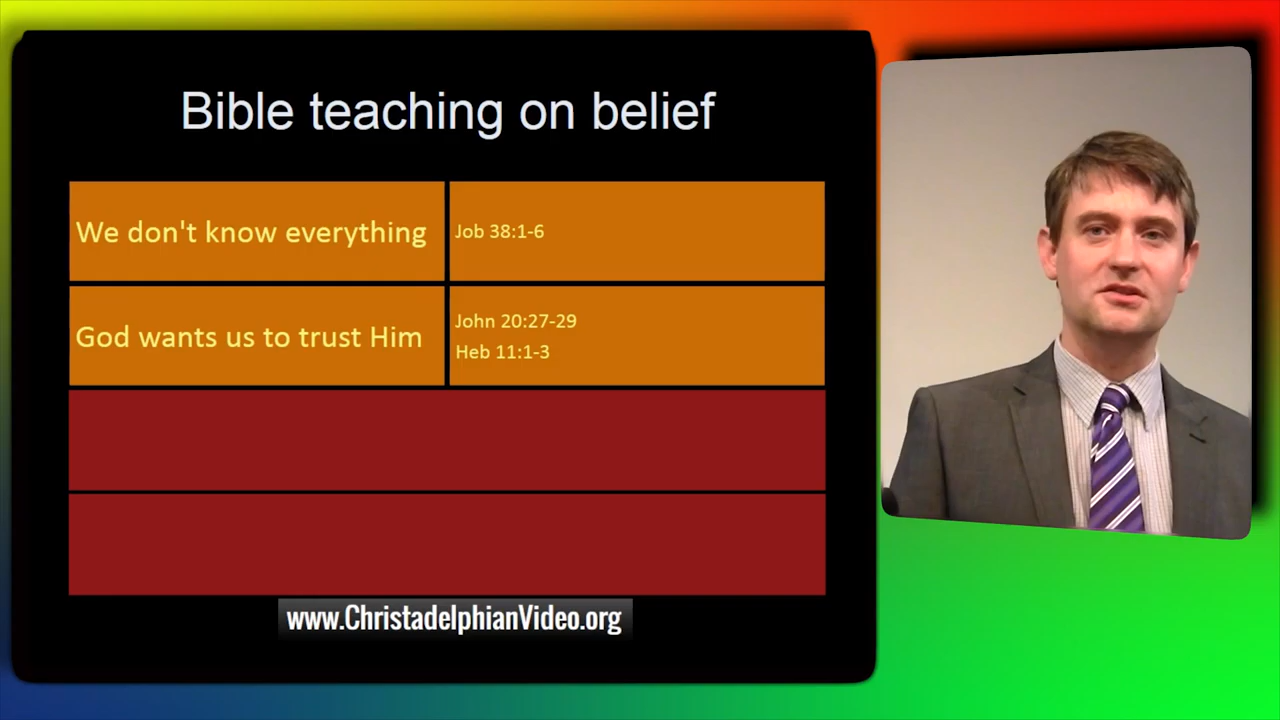 Bible teaching on belief
We don't know everything
Job 38:1-6
God wants us to trust Him
John 20:27-29
Heb 11:1-3
www.ChristadelphianVideo.org